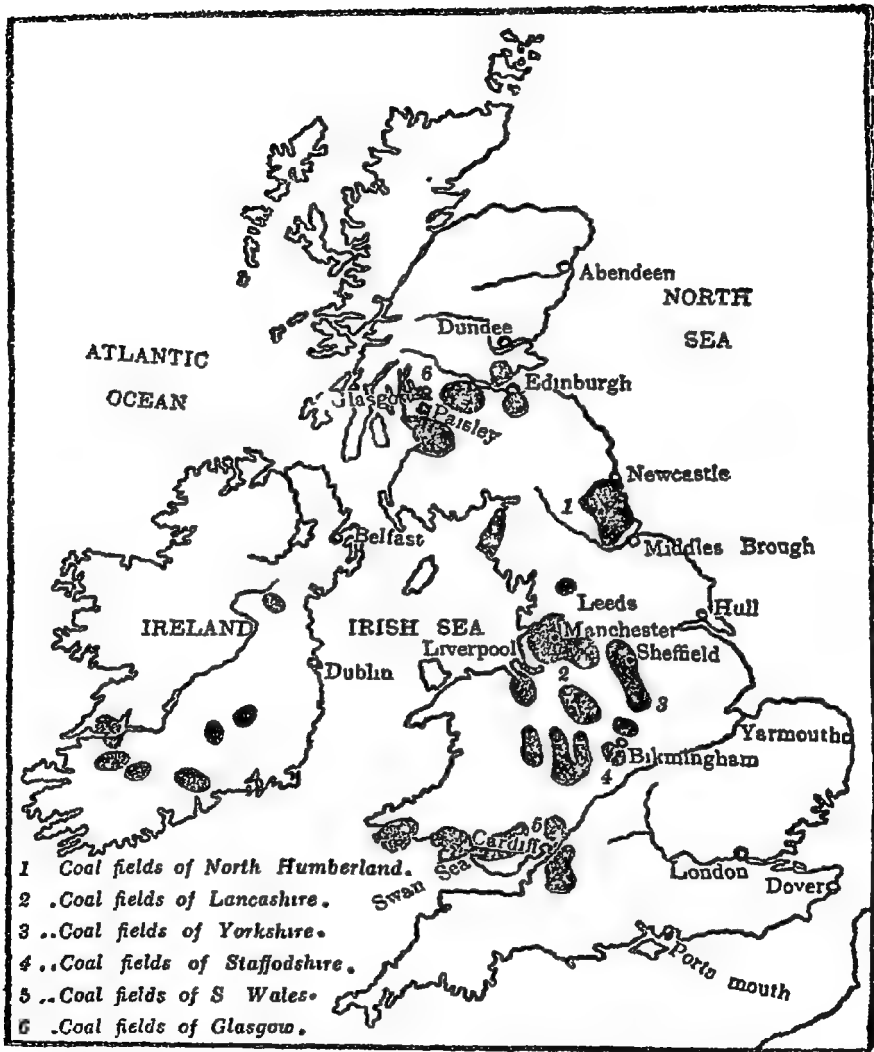 Abendeen
NORTH
SEA
Dundee
ATLANTIC
OCEAN
6
Edinburgh
Glasgow
Paisley
Newcastle
1
Belfast
Middles Brough
Leeds
Hull
IRELAND
IRISH SEA
Manchester
Liverpool
Sheffield
Dublin
2
3
Yarmouth
Bikmingham
4
5
Cardiff
Swan Sea
London
Dover
Ports mouth
1 Coal fields of North Humberland.
2 .Coal fields of Lancashire.
3 ..Coal fields of Yorkshire.
4 ..Coal fields of Staffodshire.
5 ..Coal fields of S Wales.
6 .Coal fields of Glasgow.